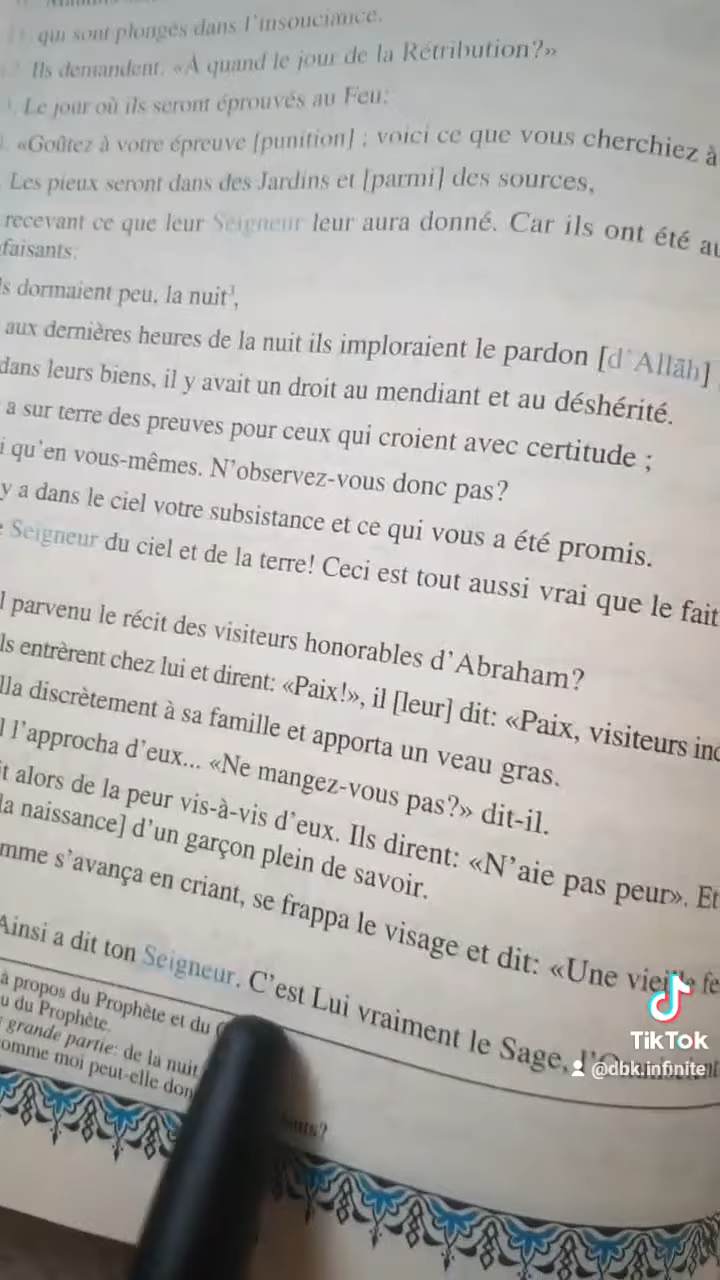 qui sont plongés dans l'insouciance.
Ils demandent: «À quand le jour de la Rétribution?»
Le jour où ils seront éprouvés au Feu:
«Goûtez à votre épreuve [punition] ; voici ce que vous cherchiez à
Les pieux seront dans des Jardins et [parmi] des sources,
recevant ce que leur Seigneur leur aura donné. Car ils ont été au
faisants:
s dormaient peu, la nuit³,
aux dernières heures de la nuit ils imploraient le pardon [d'Allāh]
dans leurs biens, il y avait un droit au mendiant et au déshérité.
a sur terre des preuves pour ceux qui croient avec certitude ;
i qu'en vous-mêmes. N'observez-vous donc pas?
y a dans le ciel votre subsistance et ce qui vous a été promis.
Seigneur du ciel et de la terre! Ceci est tout aussi vrai que le fait
l parvenu le récit des visiteurs honorables d'Abraham?
ls entrèrent chez lui et dirent: «Paix!», il [leur] dit: «Paix, visiteurs inc
lla discrètement à sa famille et apporta un veau gras.
l l'approcha d'eux... «Ne mangez-vous pas?» dit-il.
it alors de la peur vis-à-vis d'eux. Ils dirent: «N'aie pas peur». Et
la naissance] d'un garçon plein de savoir.
mme s'avança en criant, se frappa le visage et dit: «Une vieille fe
Ainsi a dit ton Seigneur. C'est Lui vraiment le Sage,
à propos du Prophète et du
u du Prophète.
grande partie: de la nuit
omme moi peut-elle don
TikTok
@dbk.infinite